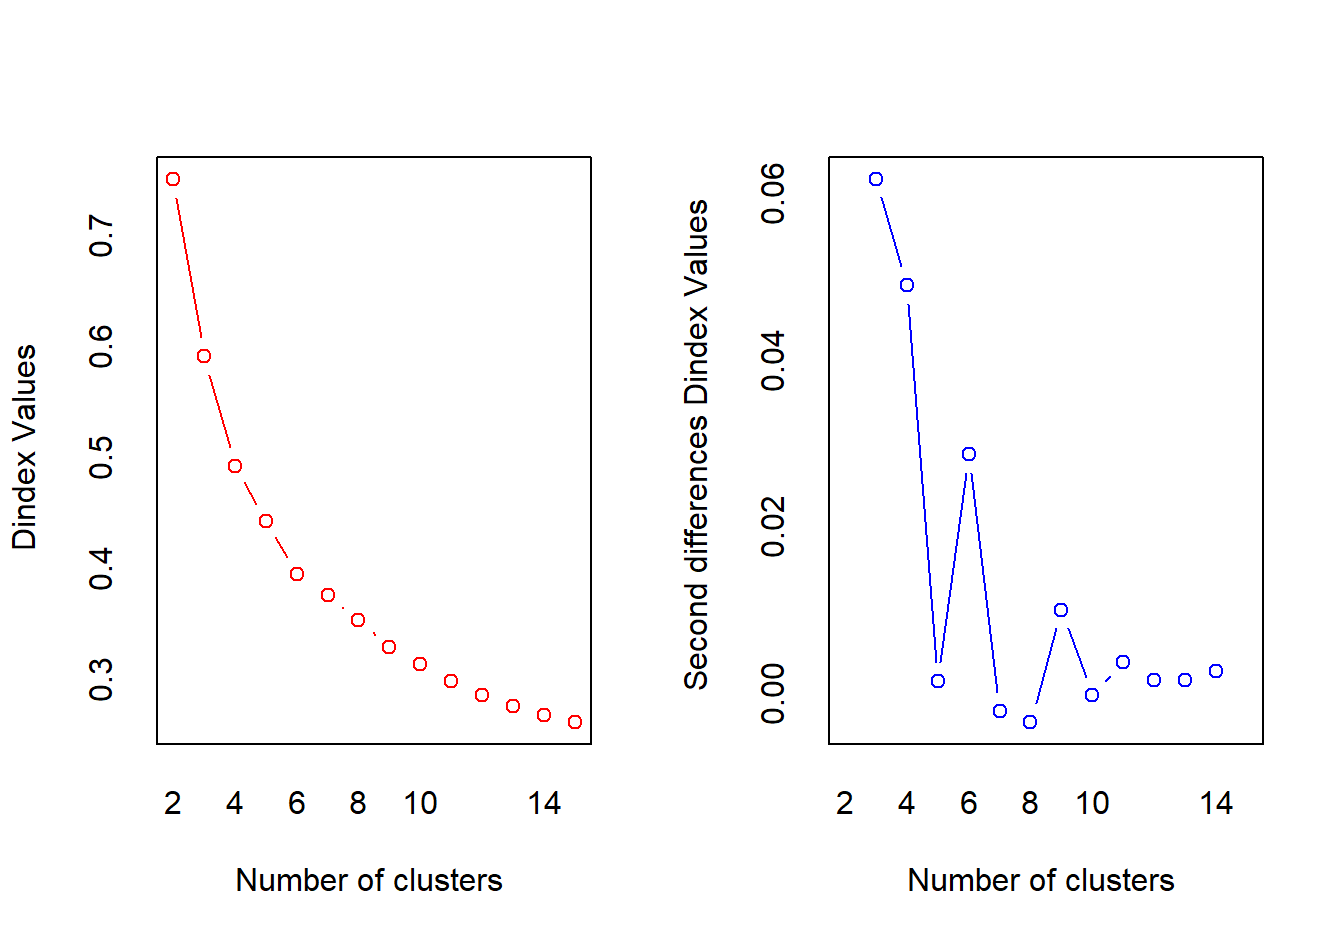 Dindex Values
0.7
0.6
0.5
0.4
0.3
2 4 6 8 10 14
Number of clusters
Second differences Dindex Values
0.06
0.04
0.02
0.00
2 4 6 8 10 14
Number of clusters